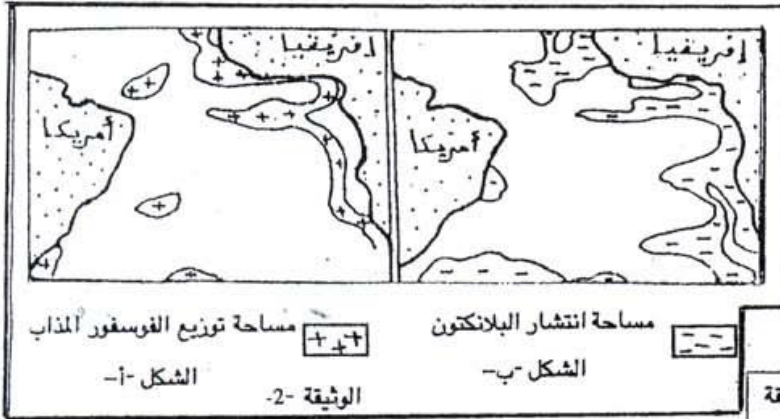 إفريقيا
أمريكا
إفريقيا
أمريكا
مساحة انتشار البلانكتون
مساحة توزيع الفوسفور المذاب
الشكل -ب-
الشكل -أ-
الوثيقة -2-